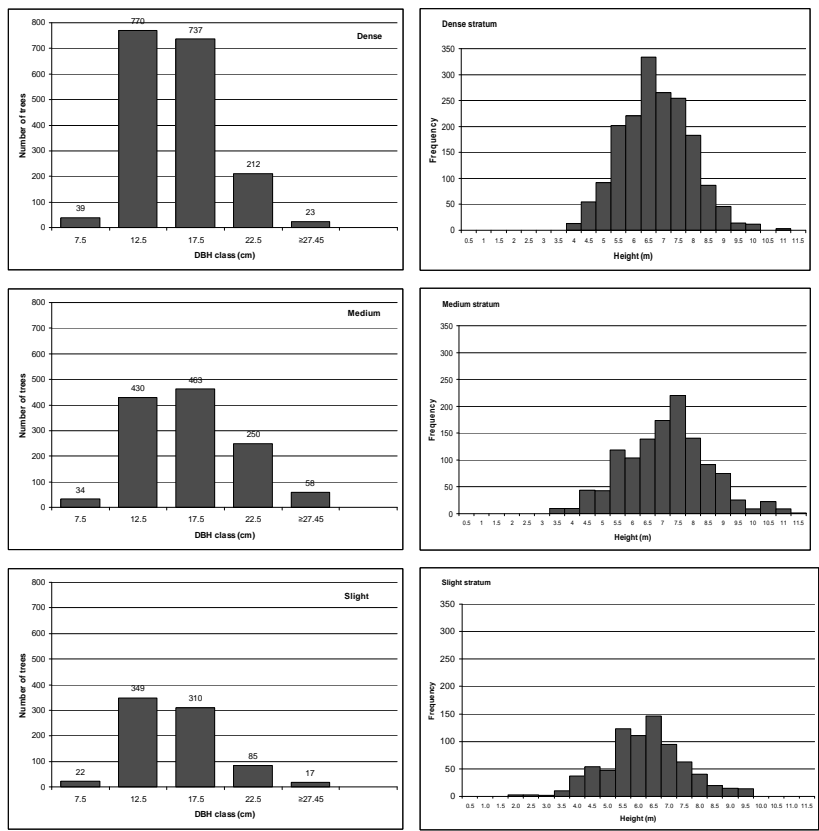 Dense
Number of trees
800
700
600
500
400
300
200
100
0
39
770
737
212
23
7.5 12.5 17.5 22.5 ≥27.45
DBH class (cm)
Dense stratum
Frequency
350
300
250
200
150
100
50
0
0.5 1 1.5 2 2.5 3 3.5 4 4.5 5 5.5 6 6.5 7 7.5 8 8.5 9 9.5 10 10.5 11 11.5
Height (m)
Medium
Number of trees
800
700
600
500
400
300
200
100
0
34
430
463
250
58
7.5 12.5 17.5 22.5 ≥27.45
DBH class (cm)
Medium stratum
Frequency
350
300
250
200
150
100
50
0
0.5 1 1.5 2 2.5 3 3.5 4 4.5 5 5.5 6 6.5 7 7.5 8 8.5 9 9.5 10 10.5 11 11.5
Height (m)
Slight
Number of trees
800
700
600
500
400
300
200
100
0
22
349
310
85
17
7.5 12.5 17.5 22.5 ≥27.45
DBH class (cm)
Slight stratum
Frequency
350
300
250
200
150
100
50
0
0.5 1.0 1.5 2.0 2.5 3.0 3.5 4.0 4.5 5.0 5.5 6.0 6.5 7.0 7.5 8.0 8.5 9.0 9.5 10.0 10.5 11.0 11.5
Height (m)